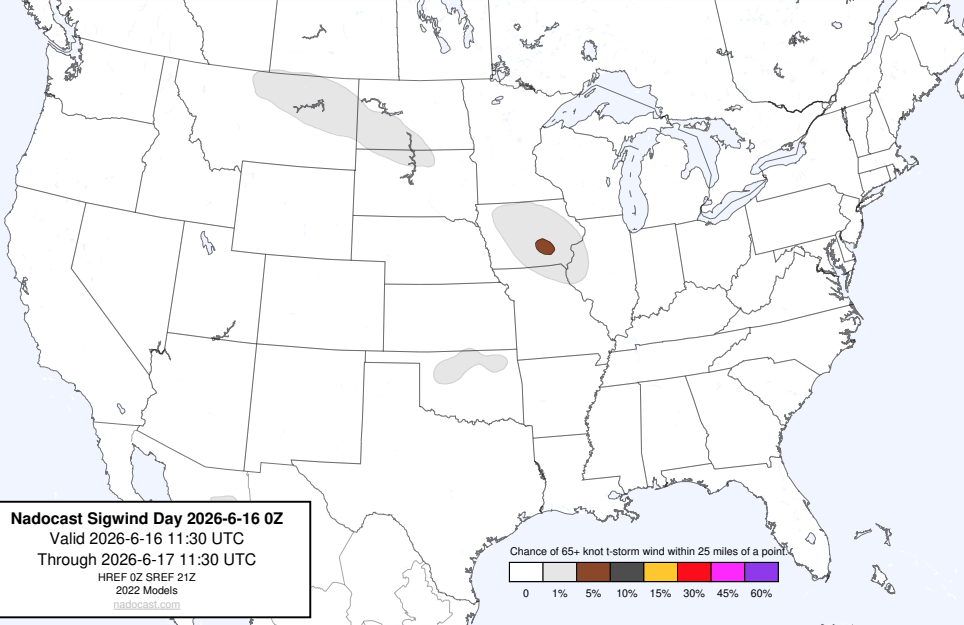 Nadocast Sigwind Day 2026-6-16 0Z
Valid 2026-6-16 11:30 UTC
Through 2026-6-17 11:30 UTC
HREF 0Z SREF 21Z
2022 Models
nadocast.com
Chance of 65+ knot t-storm wind within 25 miles of a point.
0 1% 5% 10% 15% 30% 45% 60%